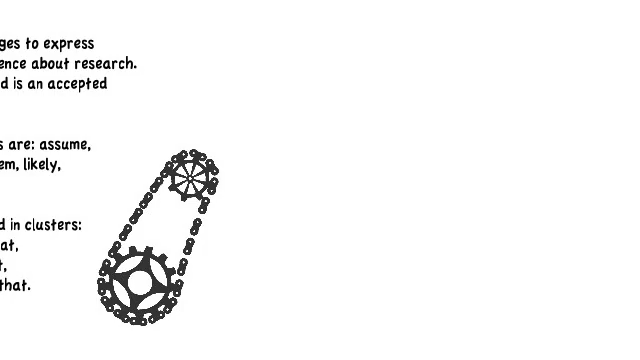 ges to express
ence about research.
d is an accepted
s are: assume,
em, likely,
d in clusters:
at,
t,
that.